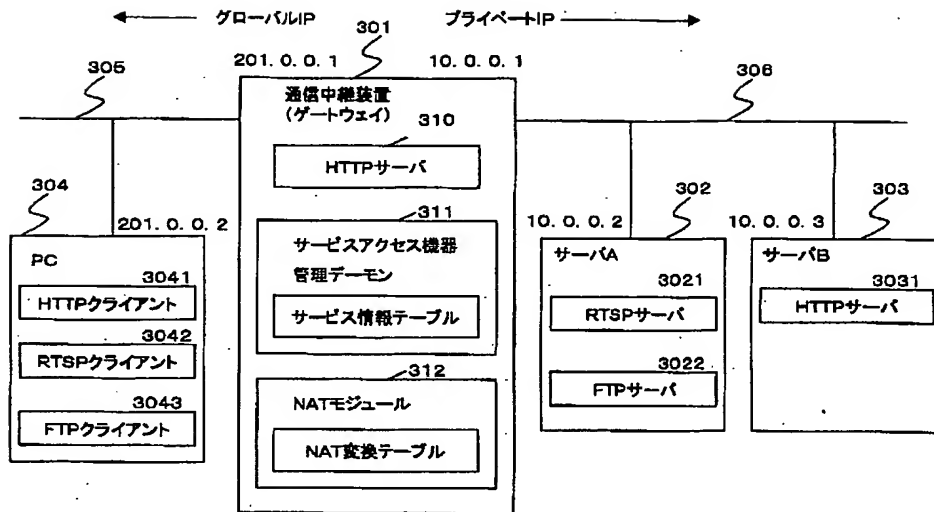 グローバルIP
プライベートIP
301
201. 0. 0. 1
10. 0. 0. 1
305
306
通信中継装置
(ゲートウェイ)
310
HTTPサーバ
304
302
303
201. 0. 0. 2
311
10. 0. 0. 2
10. 0. 0. 3
サービスアクセス機器
管理デーモン
サービス情報テーブル
PC
3041
HTTPクライアント
3042
RTSPクライアント
3043
FTPクライアント
サーバA
3021
RTSPサーバ
3022
FTPサーバ
サーバB
3031
HTTPサーバ
312
NATモジュール
NAT変換テーブル